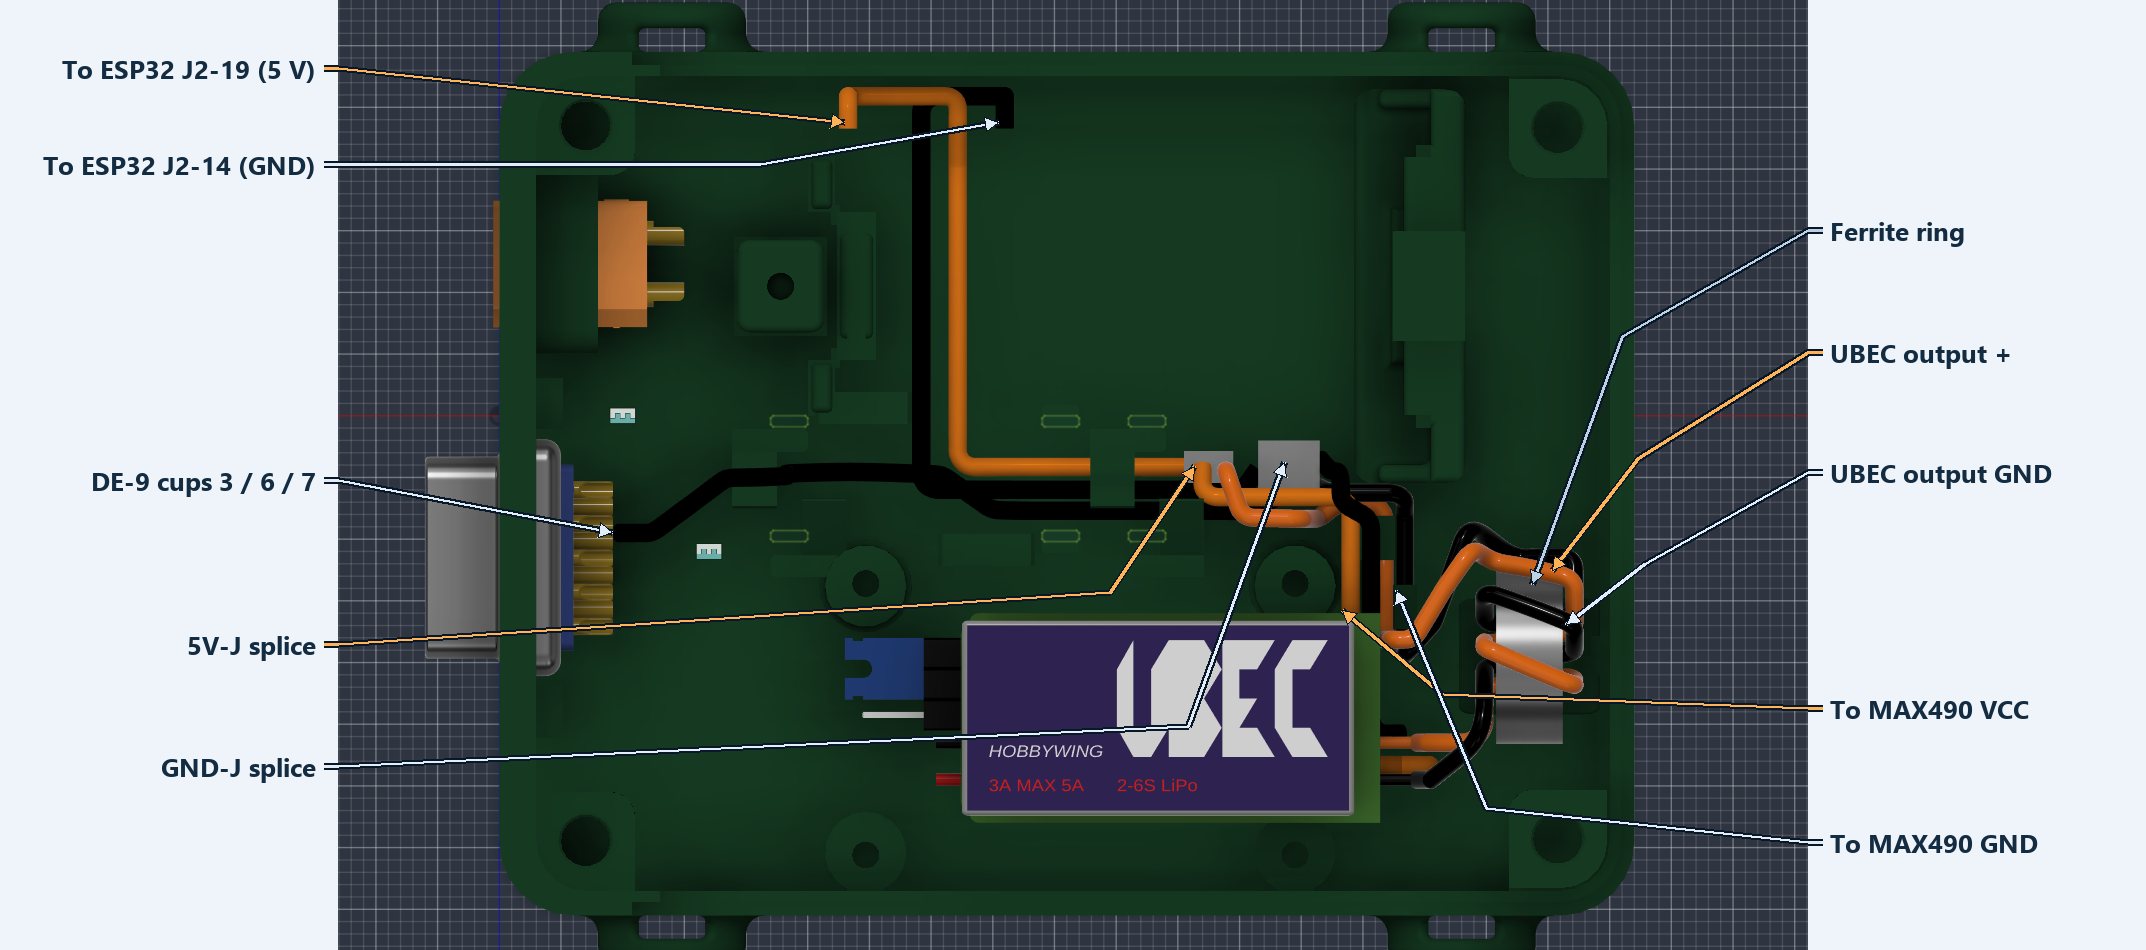 To ESP32 J2-19 (5 V)
To ESP32 J2-14 (GND)
Ferrite ring
UBEC output +
UBEC output GND
DE-9 cups 3 / 6 / 7
5V-J splice
GND-J splice
UBEC
HOBBYWING
3A MAX 5A 2-6S LiPo
To MAX490 VCC
To MAX490 GND